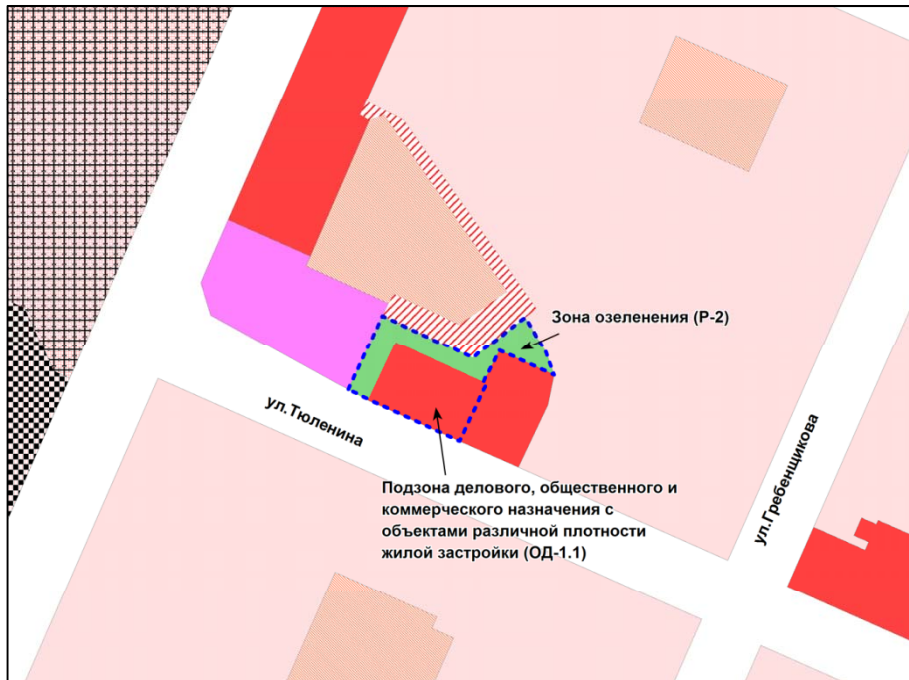 Зона озеленения (Р-2)
ул.Тюленина
ул.Гребенщикова
Подзона делового, общественного и
коммерческого назначения с
объектами различной плотности
жилой застройки (ОД-1.1)